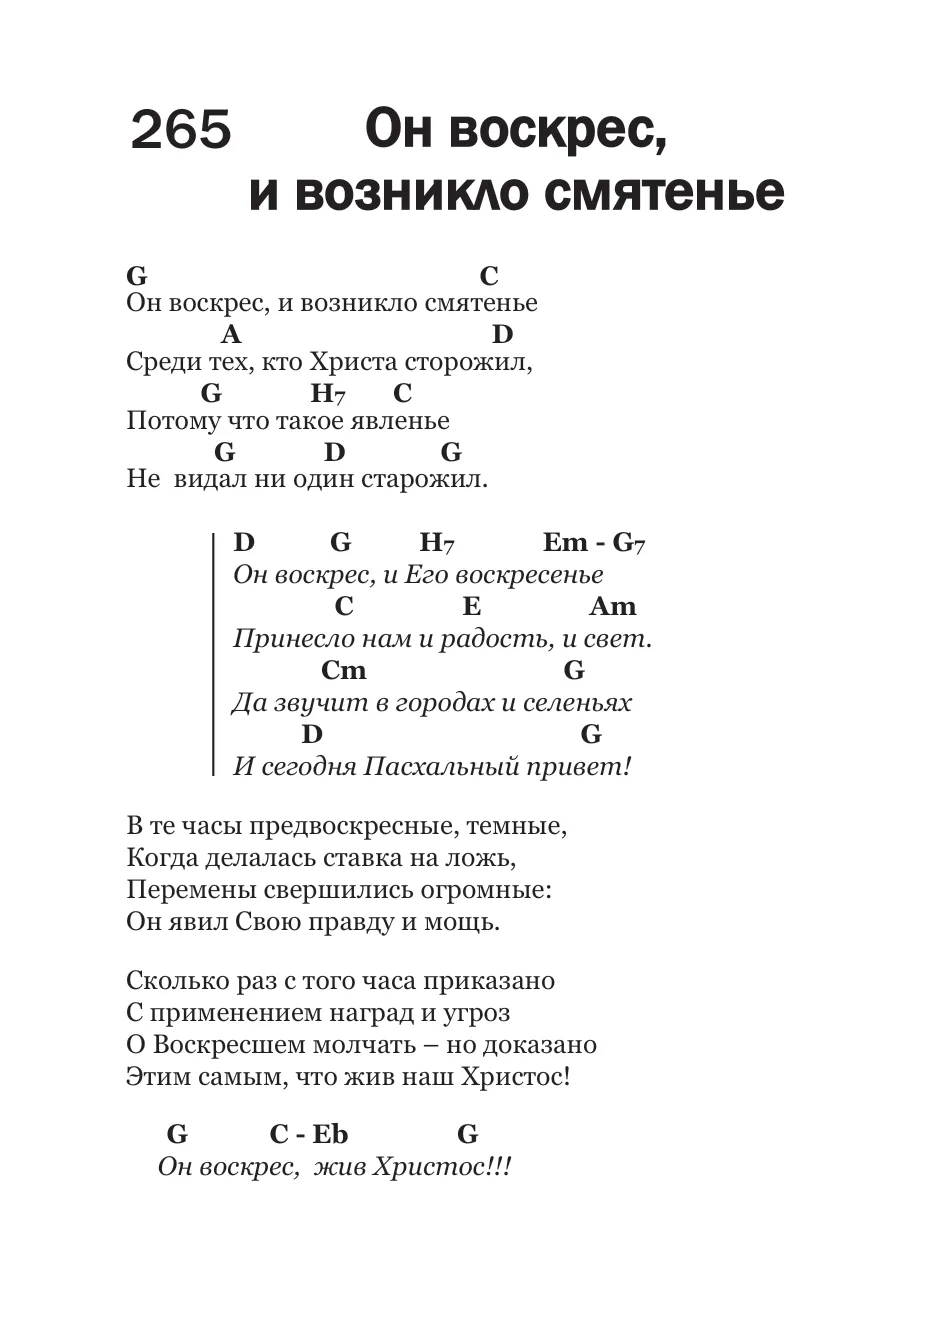 265 Он воскрес,
и возникло смятенье
G C
Он воскрес, и возникло смятенье
A D
Среди тех, кто Христа сторожил,
G H7 C
Потому что такое явленье
G D G
Не видал ни один старожил.
D G H7 Em - G7
Он воскрес, и Его воскресенье
C E Am
Принесло нам и радость, и свет.
Cm G
Да звучит в городах и селеньях
D G
И сегодня Пасхальный привет!
В те часы предвоскресные, темные,
Когда делалась ставка на ложь,
Перемены свершились огромные:
Он явил Свою правду и мощь.
Сколько раз с того часа приказано
С применением наград и угроз
О Воскресшем молчать – но доказано
Этим самым, что жив наш Христос!
G C - Eb G
Он воскрес, жив Христос!!!